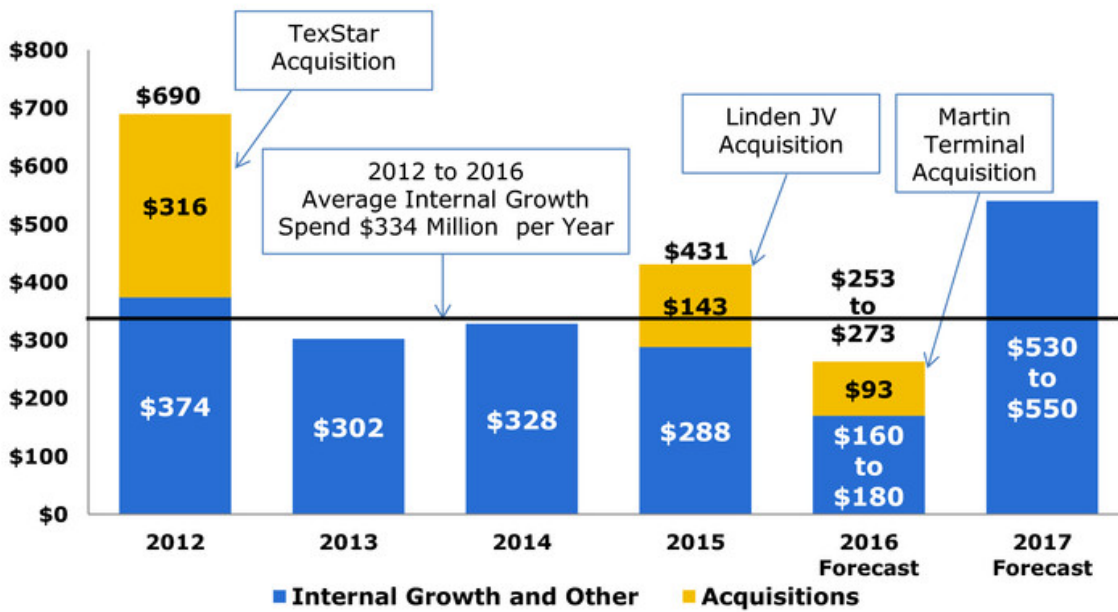 TexStar
Acquisition
$800
$700
$600
$500
$400
$300
$200
$100
$0
$690
$316
$374
2012 to 2016
Average Internal Growth
Spend $334 Million per Year
$302
$328
Linden JV
Acquisition
$431
$143
$288
Martin
Terminal
Acquisition
$253
to
$273
$93
$160
to
$180
$530
to
$550
2012
2013
2014
2015
2016
Forecast
2017
Forecast
Internal Growth and Other
Acquisitions